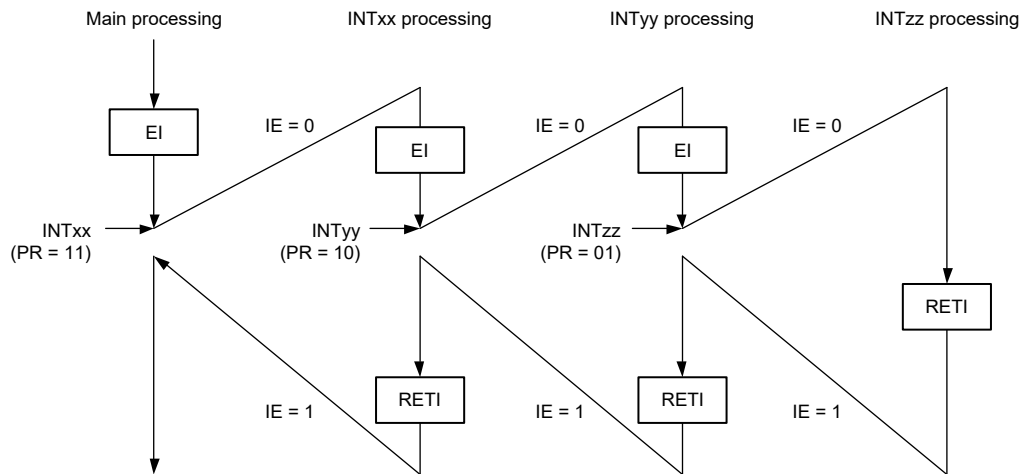 Main processing
INTxx processing
INTyy processing
INTzz processing
EI
IE = 0
EI
IE = 0
EI
IE = 0
INTxx
(PR = 11)
INTyy
(PR = 10)
INTzz
(PR = 01)
RETI
RETI
RETI
IE = 1
IE = 1
IE = 1